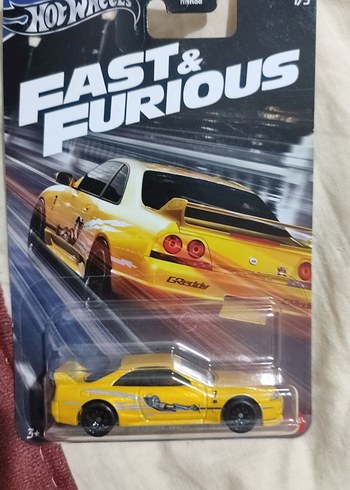 HOT WHEELS
1/5
FAST &
FURIOUS
GReddy
3+